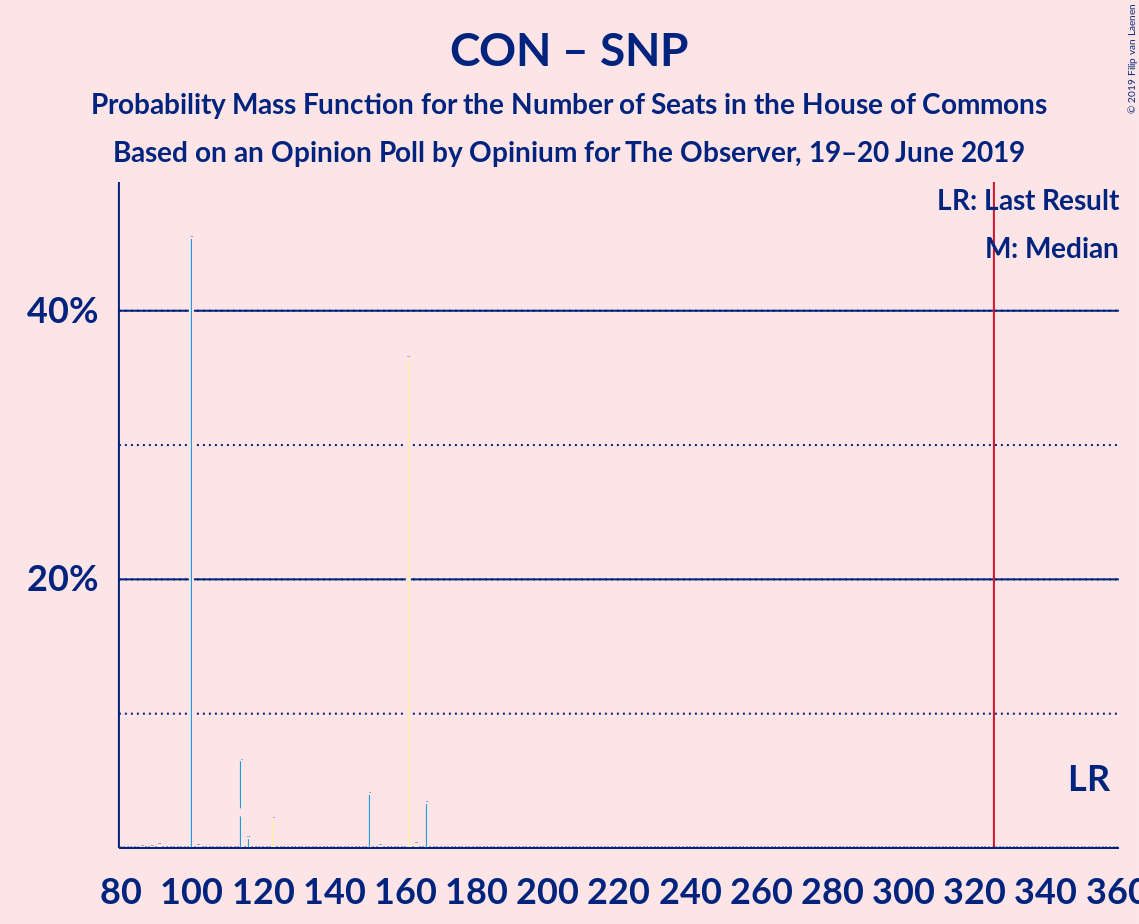 CON – SNP
Probability Mass Function for the Number of Seats in the House of Commons
Based on an Opinion Poll by Opinium for The Observer, 19–20 June 2019
© 2019 Filip van Laenen
LR: Last Result
M: Median
40%
20%
LR
80 100 120 140 160 180 200 220 240 260 280 300 320 340 360